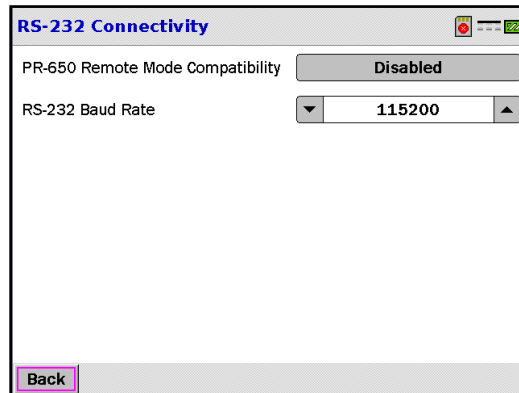 RS-232 Connectivity
PR-650 Remote Mode Compatibility Disabled
RS-232 Baud Rate 115200
Back